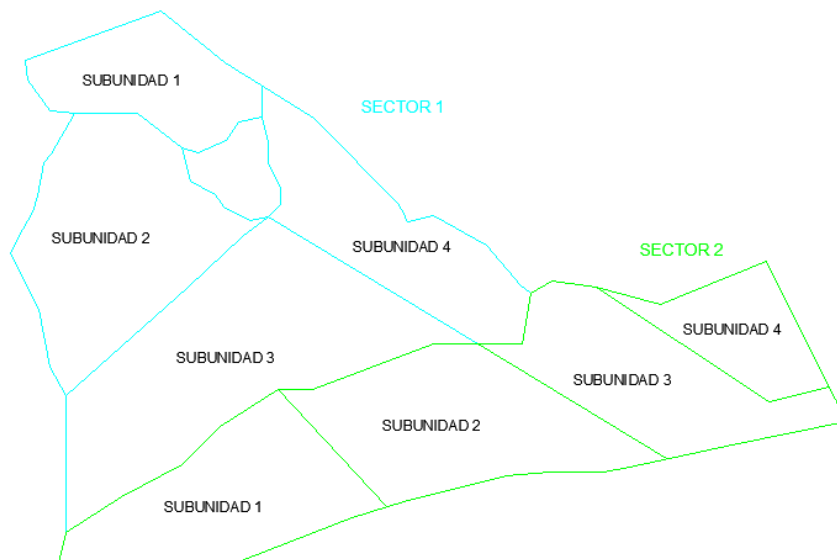 SUBUNIDAD 1
SECTOR 1
SUBUNIDAD 2
SUBUNIDAD 4
SECTOR 2
SUBUNIDAD 4
SUBUNIDAD 3
SUBUNIDAD 3
SUBUNIDAD 2
SUBUNIDAD 1